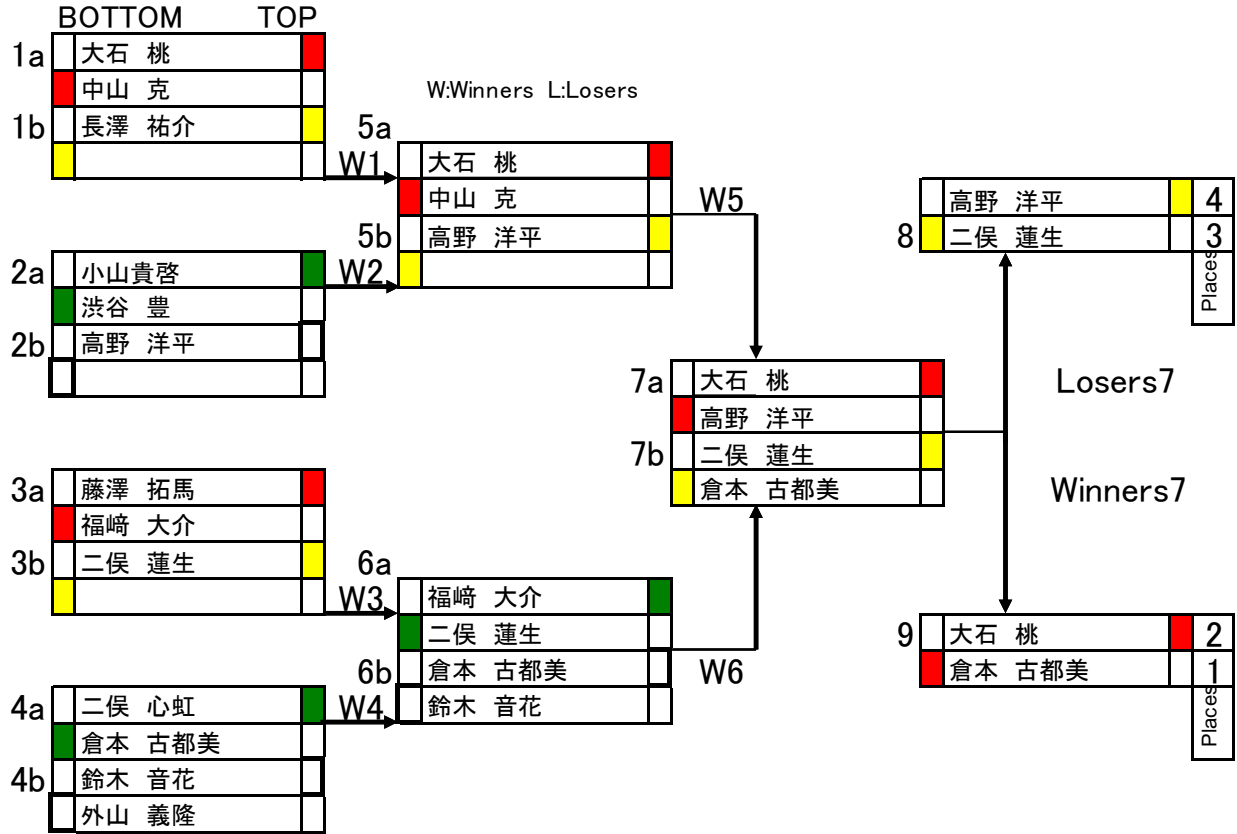 BOTTOM TOP
1a 大石 桃
中山 克
1b 長澤 祐介
W:Winners L:Losers
W1
2a 小山貴啓
渋谷 豊
2b 高野 洋平
W2
3a 藤澤 拓馬
福﨑 大介
3b 二俣 蓮生
W3
4a 二俣 心虹
倉本 古都美
4b 鈴木 音花
外山 義隆
W4
5a
大石 桃
中山 克
5b 高野 洋平
W5
6a
福﨑 大介
二俣 蓮生
6b 倉本 古都美
鈴木 音花
W6
7a 大石 桃
高野 洋平
7b 二俣 蓮生
倉本 古都美
高野 洋平 4
8 二俣 蓮生 3
Places
Losers7
Winners7
9 大石 桃 2
倉本 古都美 1
Places